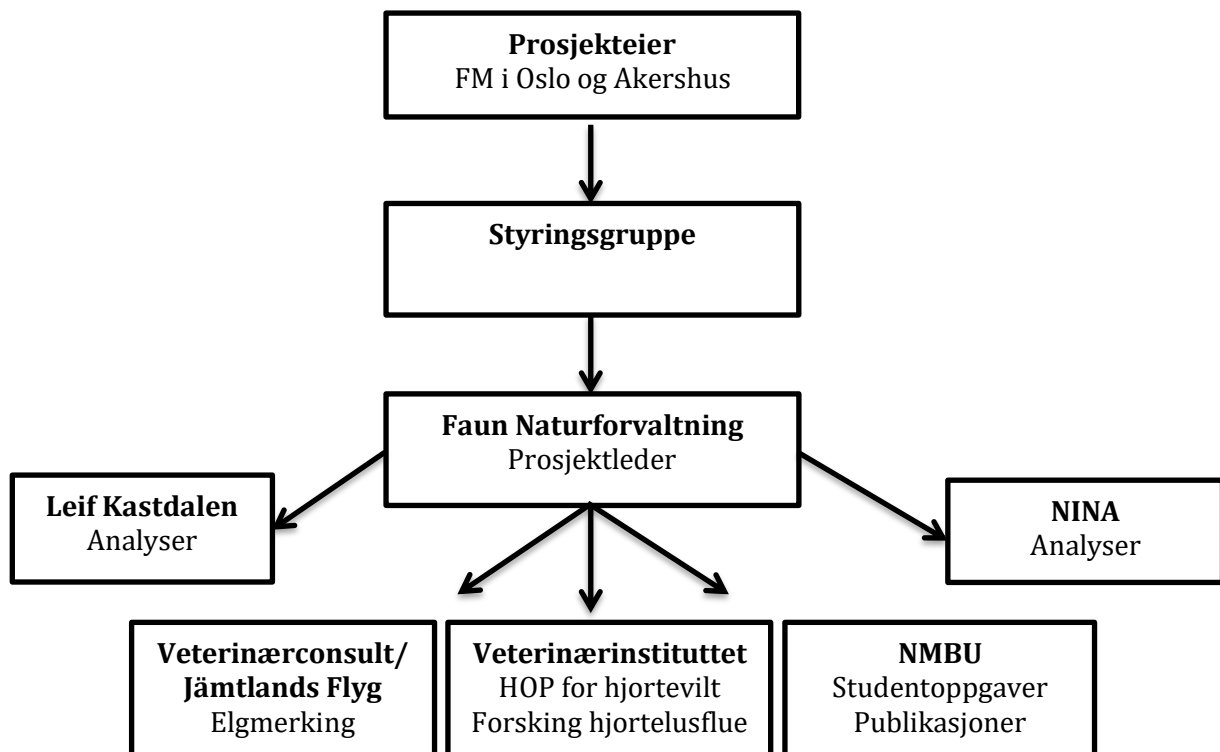 Prosjekteier
FM i Oslo og Akershus
Styringsgruppe
Faun Naturforvaltning
Prosjektleder
Leif Kastdalen
Analyser
NINA
Analyser
Veterinærconsult/
Jämtlands Flyg
Elgmerking
Veterinærinstituttet
HOP for hjortevilt
Forsking hjortelusflue
NMBU
Studentoppgaver
Publikasjoner